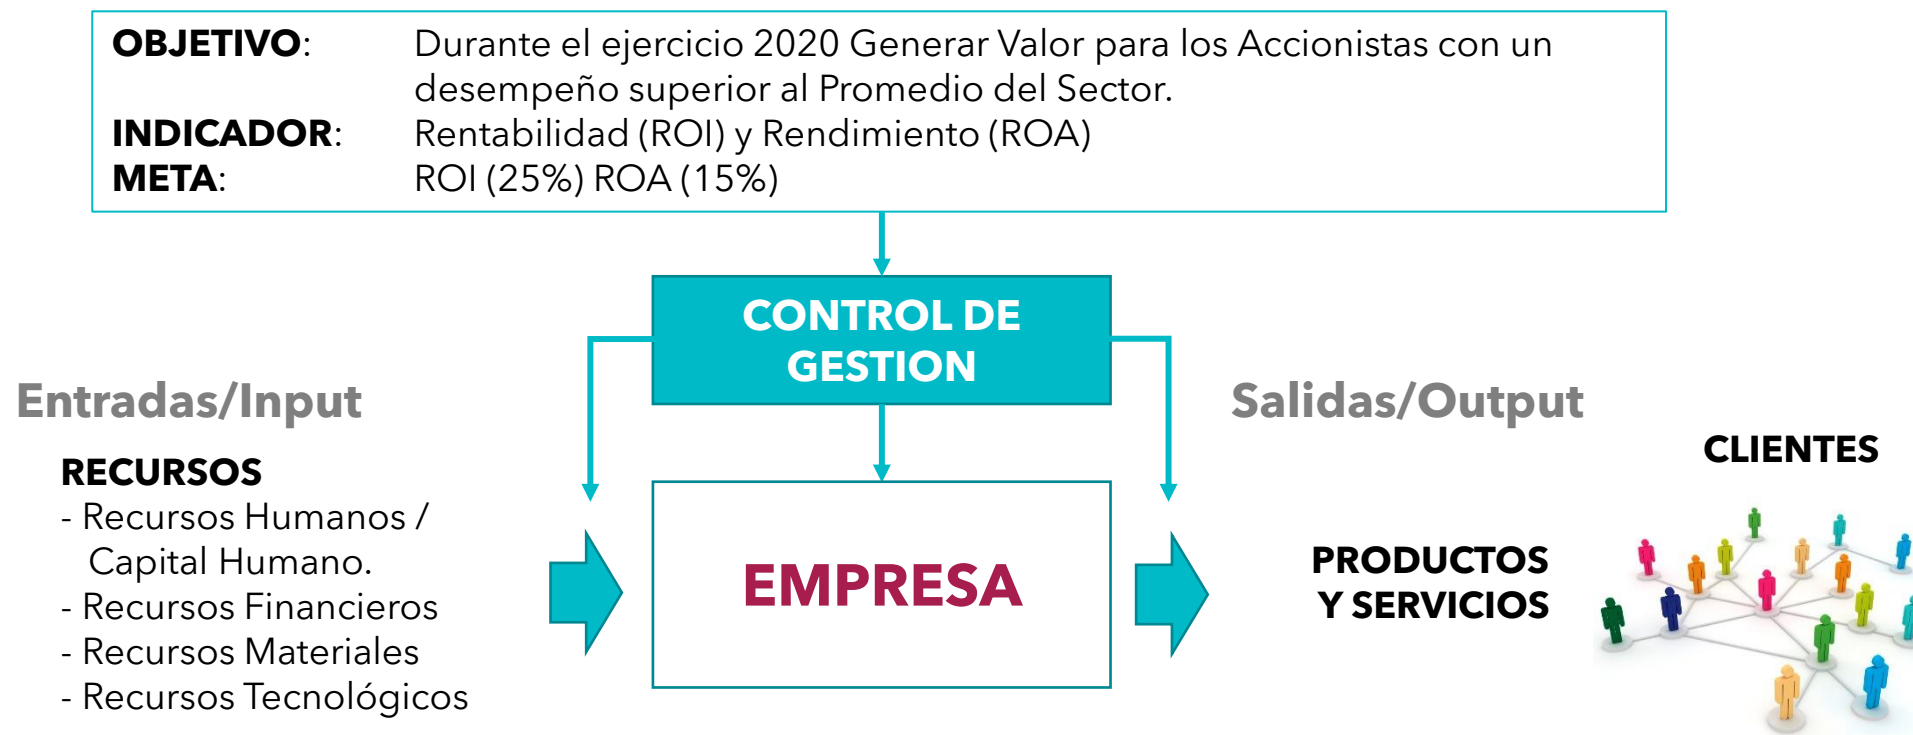 OBJETIVO: Durante el ejercicio 2020 Generar Valor para los Accionistas con un
desempeño superior al Promedio del Sector.
INDICADOR: Rentabilidad (ROI) y Rendimiento (ROA)
META: ROI (25%) ROA (15%)
CONTROL DE
GESTION
Entradas/Input
RECURSOS
- Recursos Humanos /
Capital Humano.
- Recursos Financieros
- Recursos Materiales
- Recursos Tecnológicos
EMPRESA
Salidas/Output
CLIENTES
PRODUCTOS
Y SERVICIOS